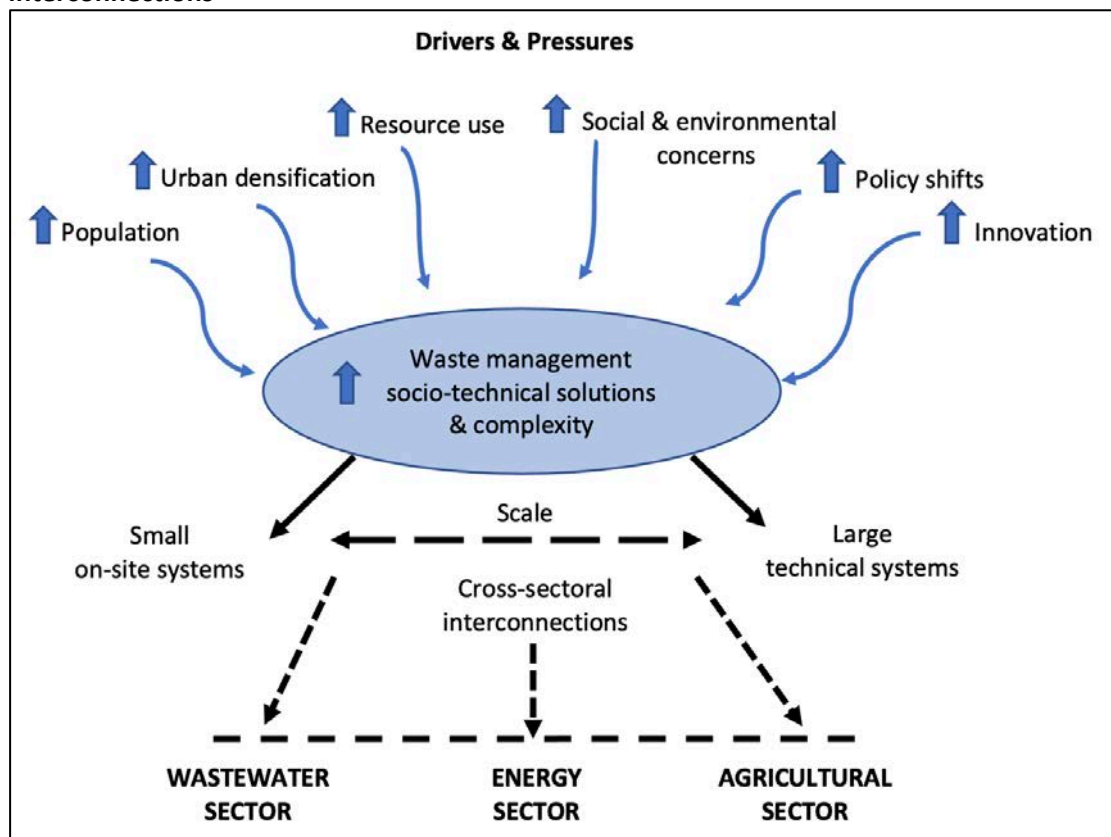 interconnections
Drivers & Pressures
Resource use
Social & environmental
concerns
Urban densification
Policy shifts
Population
Innovation
Waste management
socio-technical solutions
& complexity
Scale
Small
on-site systems
Large
technical systems
Cross-sectoral
interconnections
WASTEWATER
SECTOR
ENERGY
SECTOR
AGRICULTURAL
SECTOR